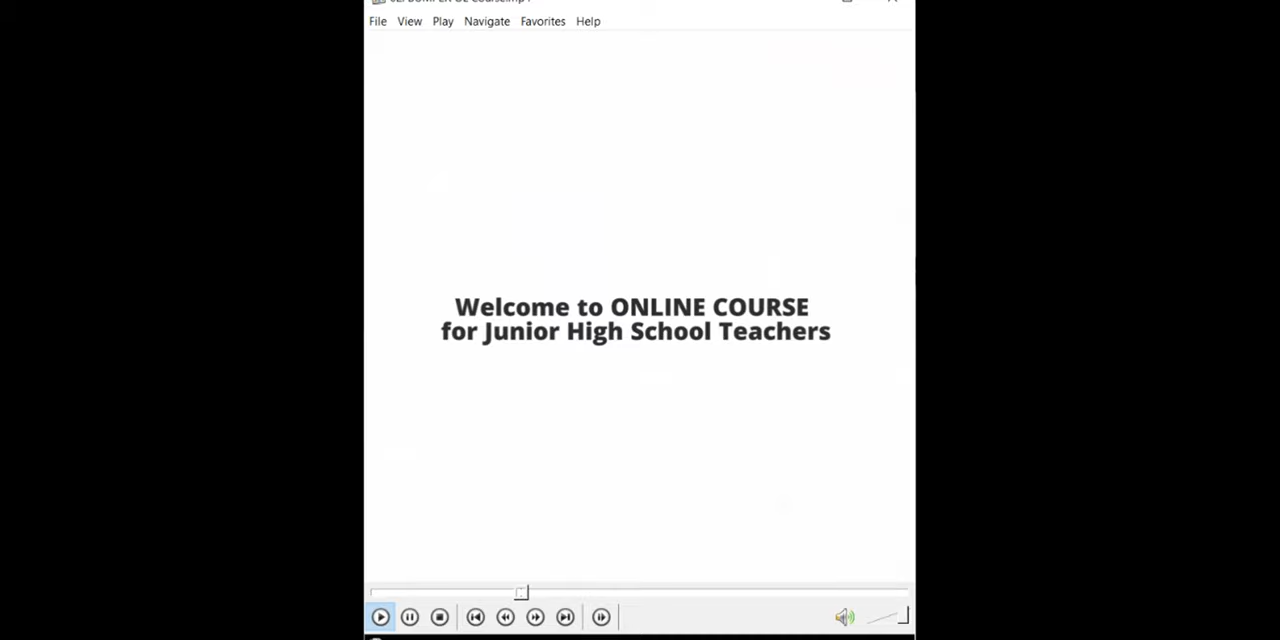 File View Play Navigate Favorites Help
Welcome to ONLINE COURSE
for Junior High School Teachers